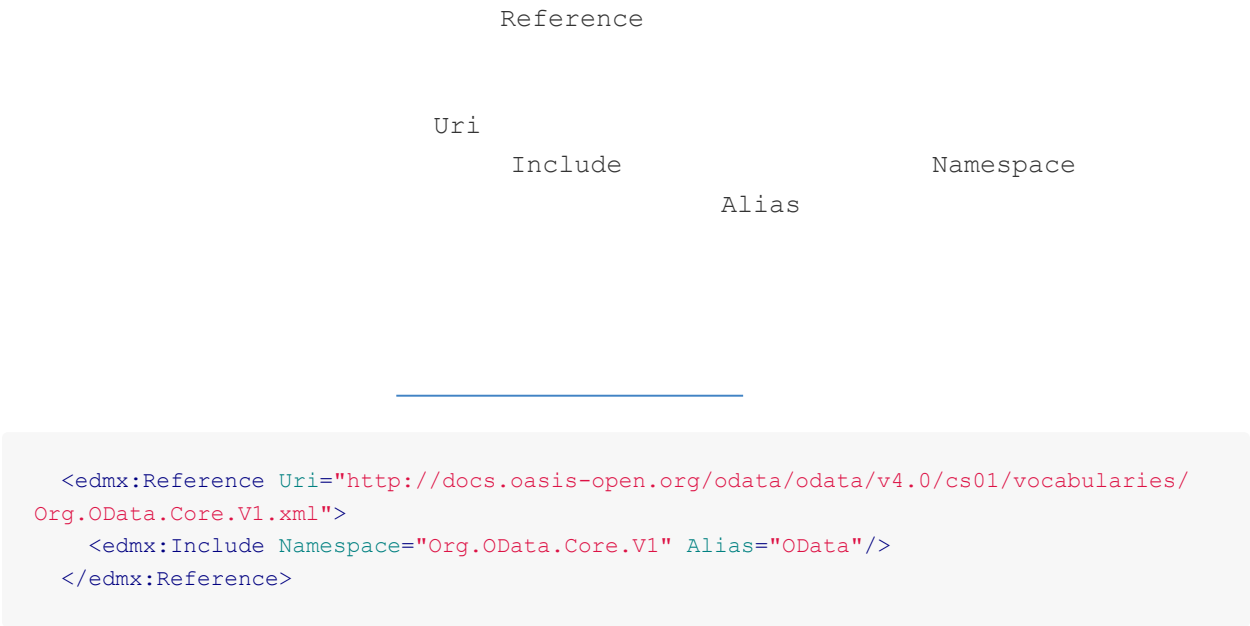 Reference
Uri
Include Namespace
Alias
<edmx:Reference Uri="http://docs.oasis-open.org/odata/odata/v4.0/cs01/vocabularies/
Org.OData.Core.V1.xml">
<edmx:Include Namespace="Org.OData.Core.V1" Alias="OData"/>
</edmx:Reference>